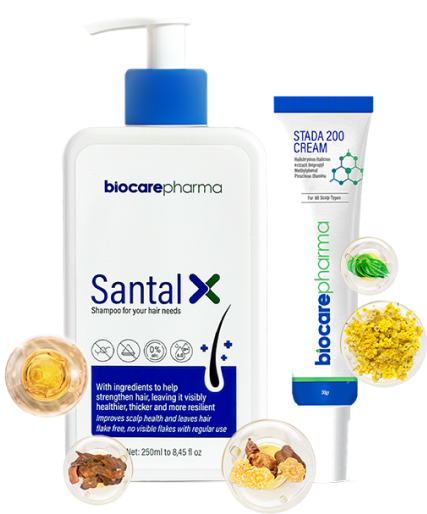 biocarepharma
Santal X
Shampoo for your hair needs
0%
With ingredients to help
strengthen hair, leaving it visibly
healthier, thicker and more resilient
Improves scalp health and leaves hair
flake free, no visible flakes with regular use
Net: 250ml to 8,45 fl oz
STADA 200
CREAM
For All Scalp Types
biocarepharma
30gr